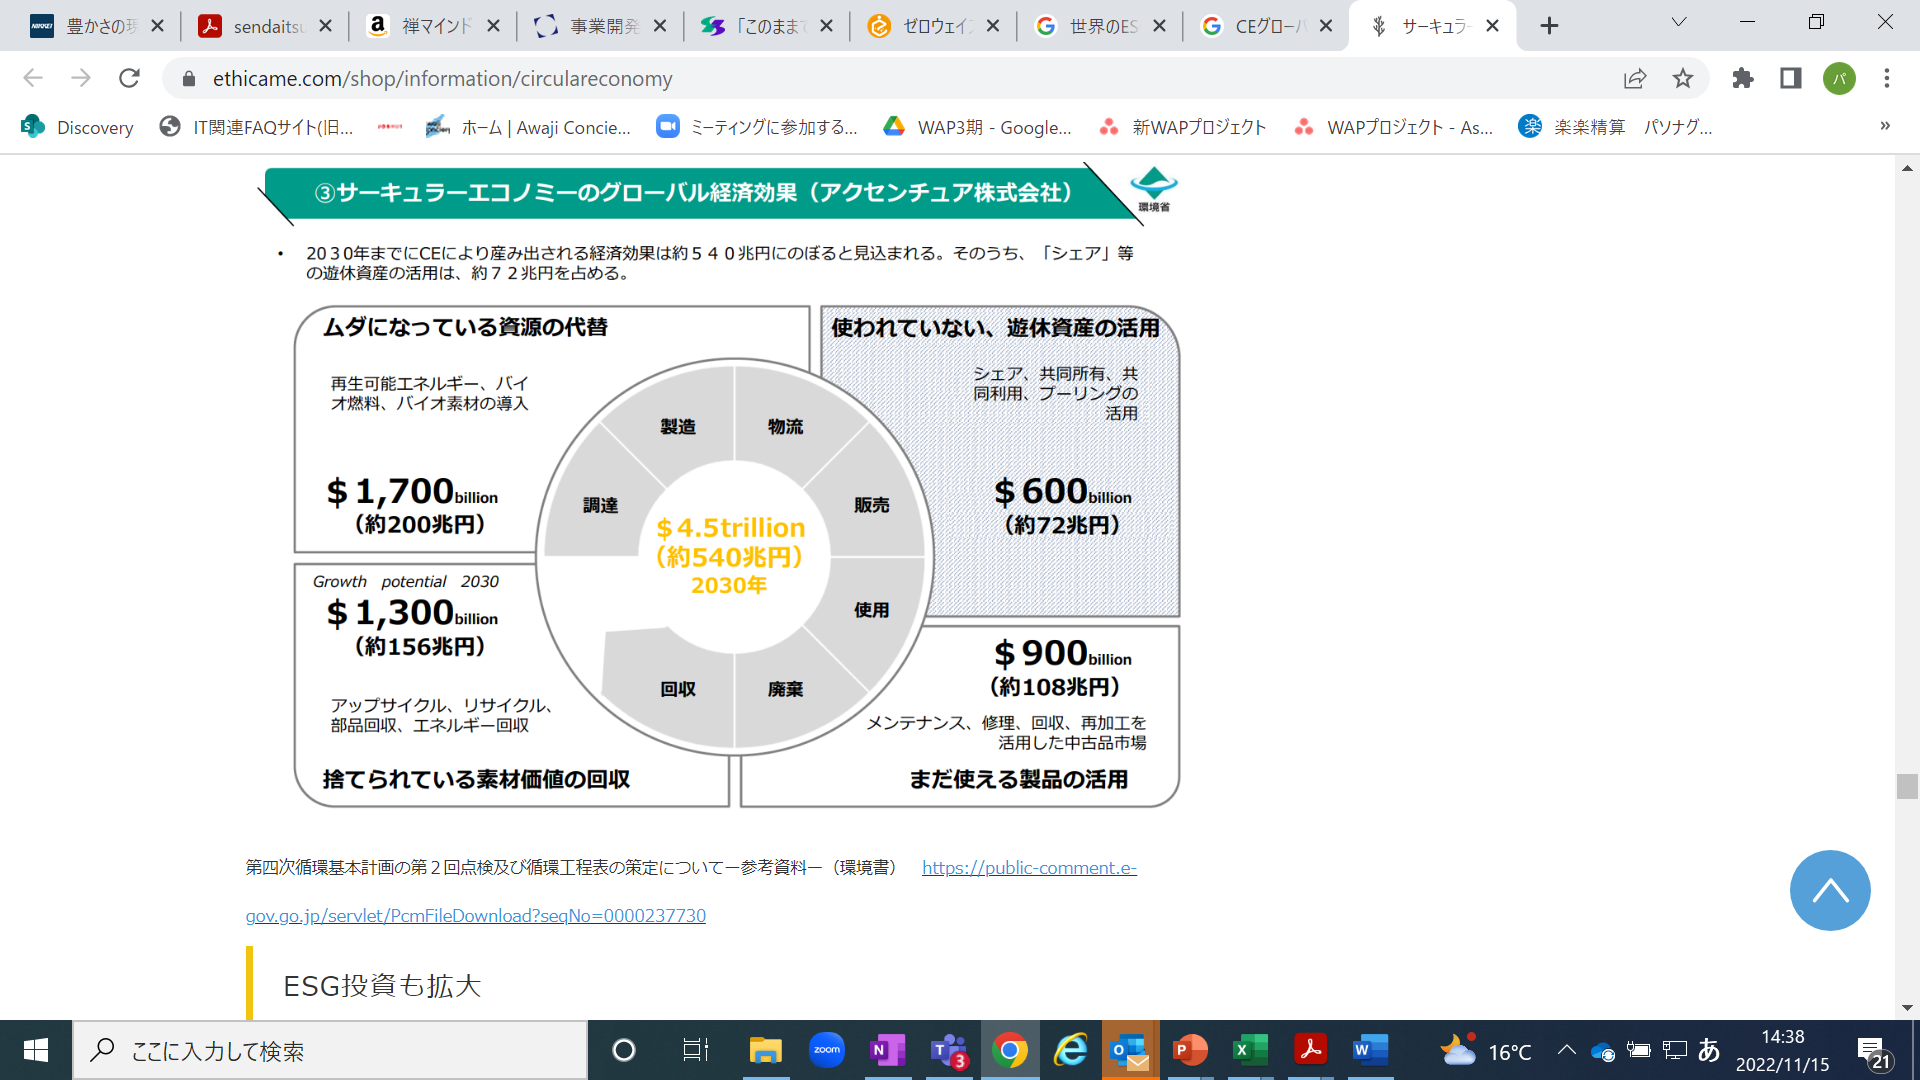 豊かさの現
sendaitsu
禅マインド
事業開発
「このままで
ゼロウェイス
世界のES
CEグローバ
サーキュラー
ethicame.com/shop/information/circulareconomy
パ
Discovery
IT関連FAQサイト(旧...
ホーム | Awaji Concie...
ミーティングに参加する...
WAP3期 - Google...
新WAPプロジェクト
WAPプロジェクト - As...
楽楽精算 パソナグ...
»
③サーキュラーエコノミーのグローバル経済効果（アクセンチュア株式会社）
環境省
• 2030年までにCEにより産み出される経済効果は約５４０兆円にのぼると見込まれる。そのうち、「シェア」等
の遊休資産の活用は、約７２兆円を占める。
ムダになっている資源の代替
再生可能エネルギー、バイ
オ燃料、バイオ素材の導入
＄1,700billion
（約200兆円）
使われていない、遊休資産の活用
シェア、共同所有、共
同利用、プーリングの
活用
＄600billion
（約72兆円）
製造
物流
調達
販売
＄4.5trillion
（約540兆円）
2030年
使用
回収
廃棄
Growth potential 2030
＄1,300billion
（約156兆円）
アップサイクル、リサイクル、
部品回収、エネルギー回収
捨てられている素材価値の回収
＄900billion
（約108兆円）
メンテナンス、修理、回収、再加工を
活用した中古品市場
まだ使える製品の活用
第四次循環基本計画の第２回点検及び循環工程表の策定についてー参考資料ー（環境書） https://public-comment.e-
gov.go.jp/servlet/PcmFileDownload?seqNo=0000237730
ESG投資も拡大
ここに入力して検索
zoom
3
16°C
あ
14:38
2022/11/15
21